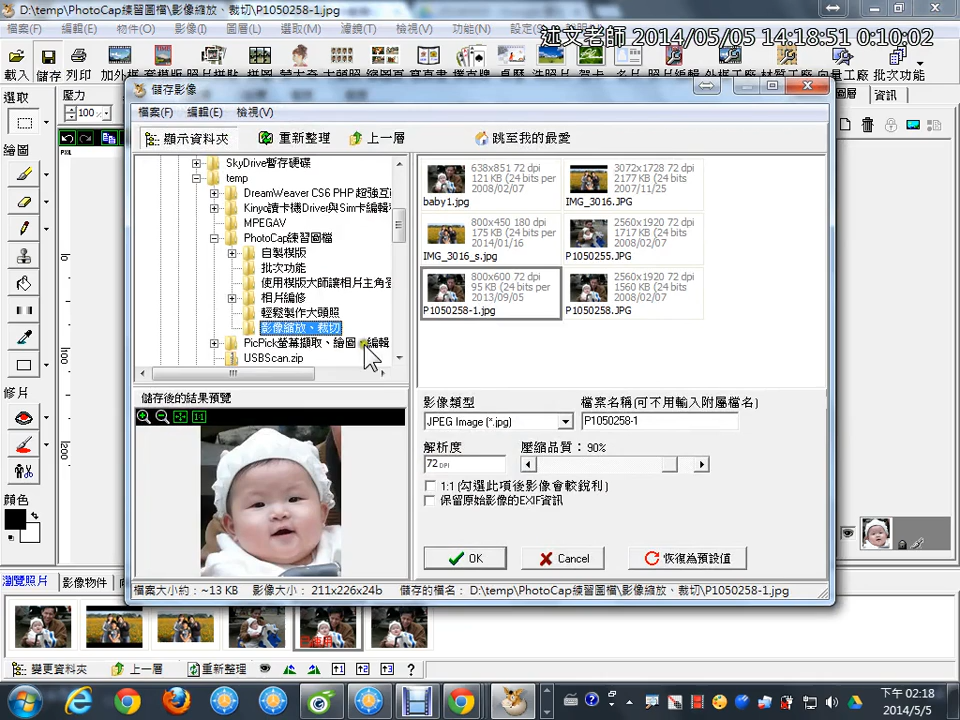 D:\temp\PhotoCap練習圖檔\影像縮放、裁切\P1050258-1.jpg
檔案(F) 編輯(E) 物件(O) 影像(I) 圖層(L) 選取(M) 濾鏡(T) 檢視(V) 功能(N)
述文老師 2014/05/05 14:18:51 0:10:02
載入 儲存 列印
批次功能
選取
壓力
100
資訊
繪圖
修片
顏色
儲存影像
檔案(F) 編輯(E) 檢視(V)
顯示資料夾 重新整理 上一層 跳至我的最愛
SkyDrive暫存硬碟
temp
DreamWeaver CS6 PHP超強互
Kinyo讀卡機Driver與Sim卡編輯
MPEGAV
PhotoCap練習圖檔
自製模版
批次功能
使用模版大師讓相片主角
相片編修
輕鬆製作大頭照
影像縮放、裁切
PicPick螢幕擷取、繪圖 編輯
USBScan.zip
638x851 72 dpi
121 KB (24 bits per
2008/02/07
baby1.jpg
3072x1728 72 dpi
2177 KB (24 bits
2007/11/25
IMG_3016.JPG
800x450 180 dpi
175 KB (24 bits per
2014/01/16
IMG_3016_s.jpg
2560x1920 72 dpi
1717 KB (24 bits
2008/02/07
P1050255.JPG
800x600 72 dpi
95 KB (24 bits per
2013/09/05
P1050258-1.jpg
2560x1920 72 dpi
1560 KB (24 bits
2008/02/07
P1050258.JPG
儲存後的結果預覽
影像類型
JPEG Image (*.jpg)
檔案名稱(可不用輸入附屬檔名)
P1050258-1
解析度
72 DPI
壓縮品質： 90%
1:1 (勾選此項後影像會較銳利)
保留原始影像的EXIF資訊
OK Cancel 恢復為預設值
檔案大小約：~13 KB 影像大小： 211x226x24b 儲存的檔名： D:\temp\PhotoCap練習圖檔\影像縮放、裁切\P1050258-1.jpg
瀏覽照片 影像物件
已使用
變更資料夾 上一層 重新整理
下午 02:18
2014/5/5